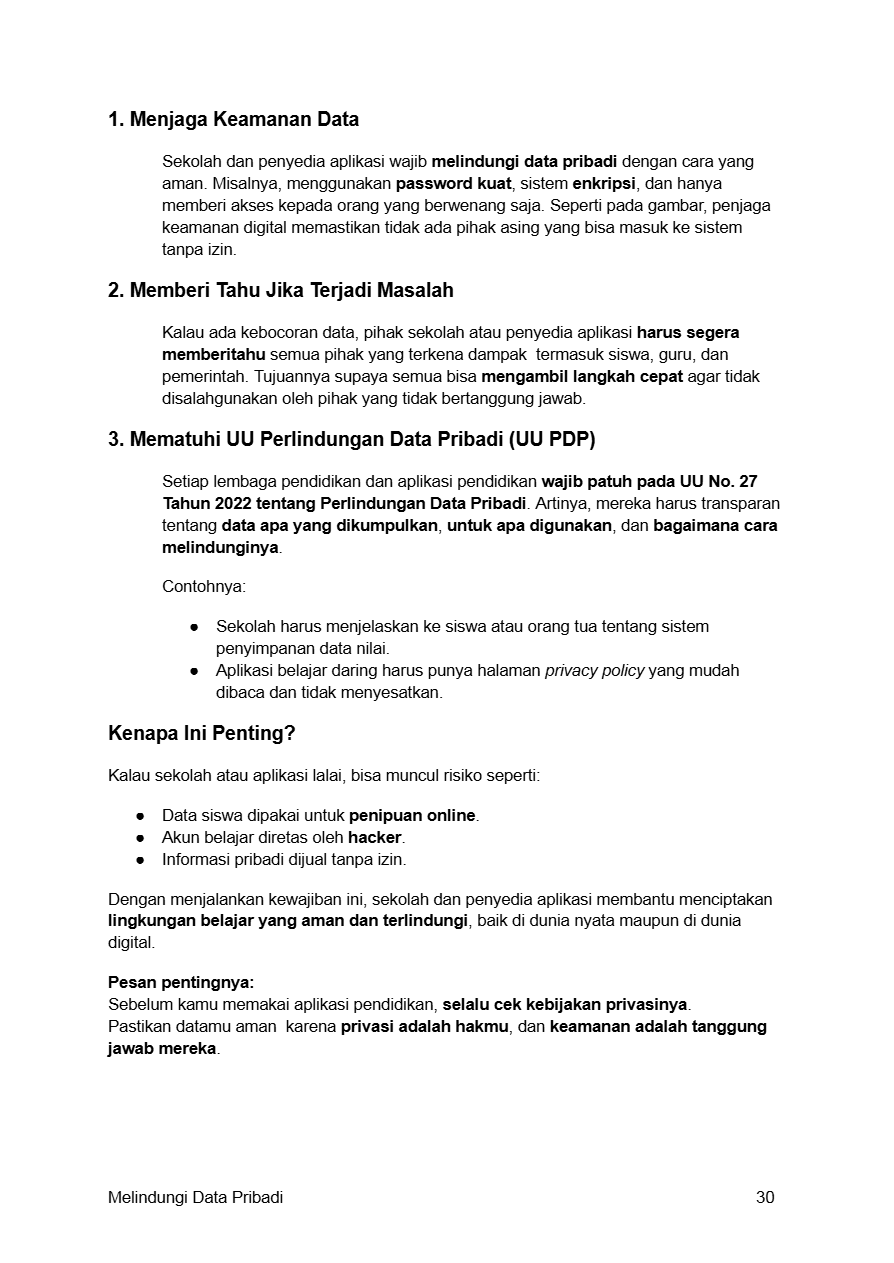 1. Menjaga Keamanan Data
Sekolah dan penyedia aplikasi wajib melindungi data pribadi dengan cara yang
aman. Misalnya, menggunakan password kuat, sistem enkripsi, dan hanya
memberi akses kepada orang yang berwenang saja. Seperti pada gambar, penjaga
keamanan digital memastikan tidak ada pihak asing yang bisa masuk ke sistem
tanpa izin.
2. Memberi Tahu Jika Terjadi Masalah
Kalau ada kebocoran data, pihak sekolah atau penyedia aplikasi harus segera
memberitahu semua pihak yang terkena dampak  termasuk siswa, guru, dan
pemerintah. Tujuannya supaya semua bisa mengambil langkah cepat agar tidak
disalahgunakan oleh pihak yang tidak bertanggung jawab.
3. Mematuhi UU Perlindungan Data Pribadi (UU PDP)
Setiap lembaga pendidikan dan aplikasi pendidikan wajib patuh pada UU No. 27
Tahun 2022 tentang Perlindungan Data Pribadi. Artinya, mereka harus transparan
tentang data apa yang dikumpulkan, untuk apa digunakan, dan bagaimana cara
melindunginya.
Contohnya:
● Sekolah harus menjelaskan ke siswa atau orang tua tentang sistem
penyimpanan data nilai.
● Aplikasi belajar daring harus punya halaman privacy policy yang mudah
dibaca dan tidak menyesatkan.
Kenapa Ini Penting?
Kalau sekolah atau aplikasi lalai, bisa muncul risiko seperti:
● Data siswa dipakai untuk penipuan online.
● Akun belajar diretas oleh hacker.
● Informasi pribadi dijual tanpa izin.
Dengan menjalankan kewajiban ini, sekolah dan penyedia aplikasi membantu menciptakan
lingkungan belajar yang aman dan terlindungi, baik di dunia nyata maupun di dunia
digital.
Pesan pentingnya:
Sebelum kamu memakai aplikasi pendidikan, selalu cek kebijakan privasinya.
Pastikan datamu aman  karena privasi adalah hakmu, dan keamanan adalah tanggung
jawab mereka.
Melindungi Data Pribadi 30